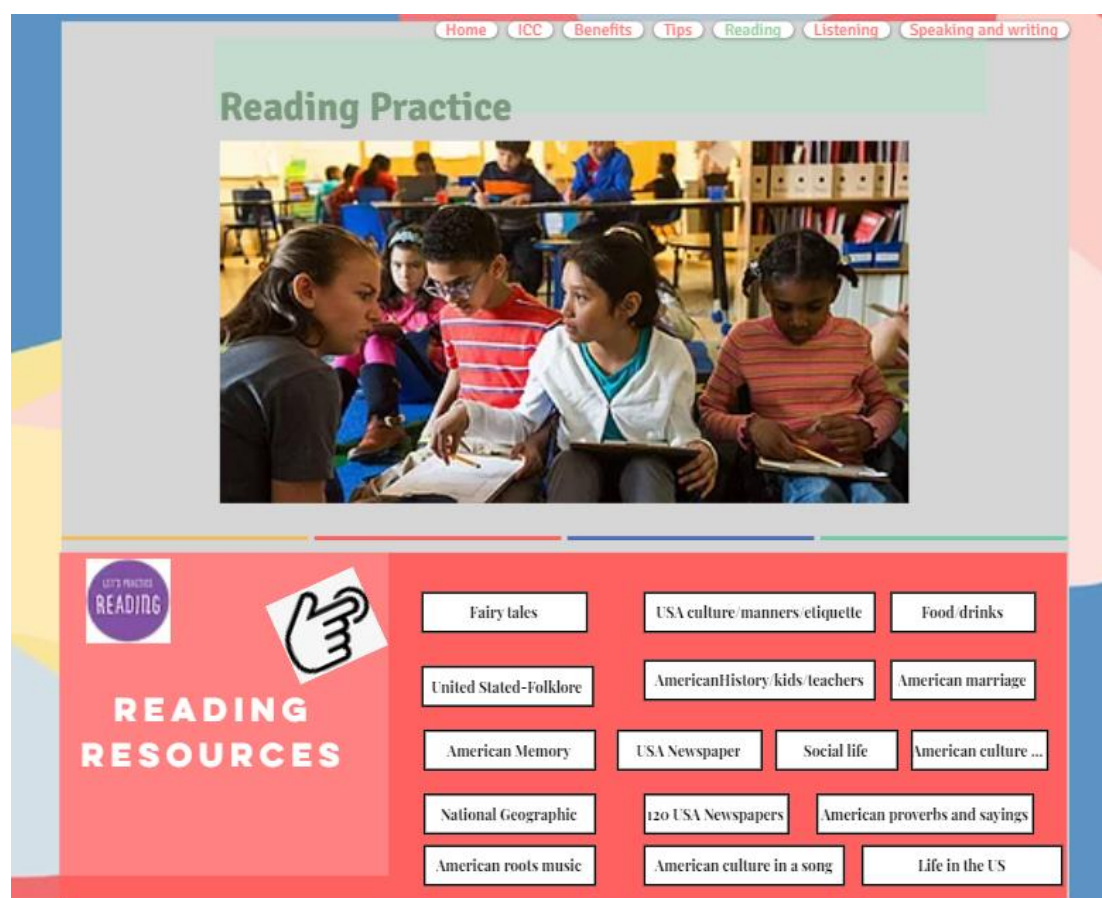 Home ICC Benefits Tips Reading Listening Speaking and writing
Reading Practice
LET'S PRACTICE
READING
READING
RESOURCES
Fairy tales USA culture/manners/etiquette Food/drinks
United Stated-Folklore AmericanHistory/kids/teachers American marriage
American Memory USA Newspaper Social life American culture ...
National Geographic 120 USA Newspapers American proverbs and sayings
American roots music American culture in a song Life in the US